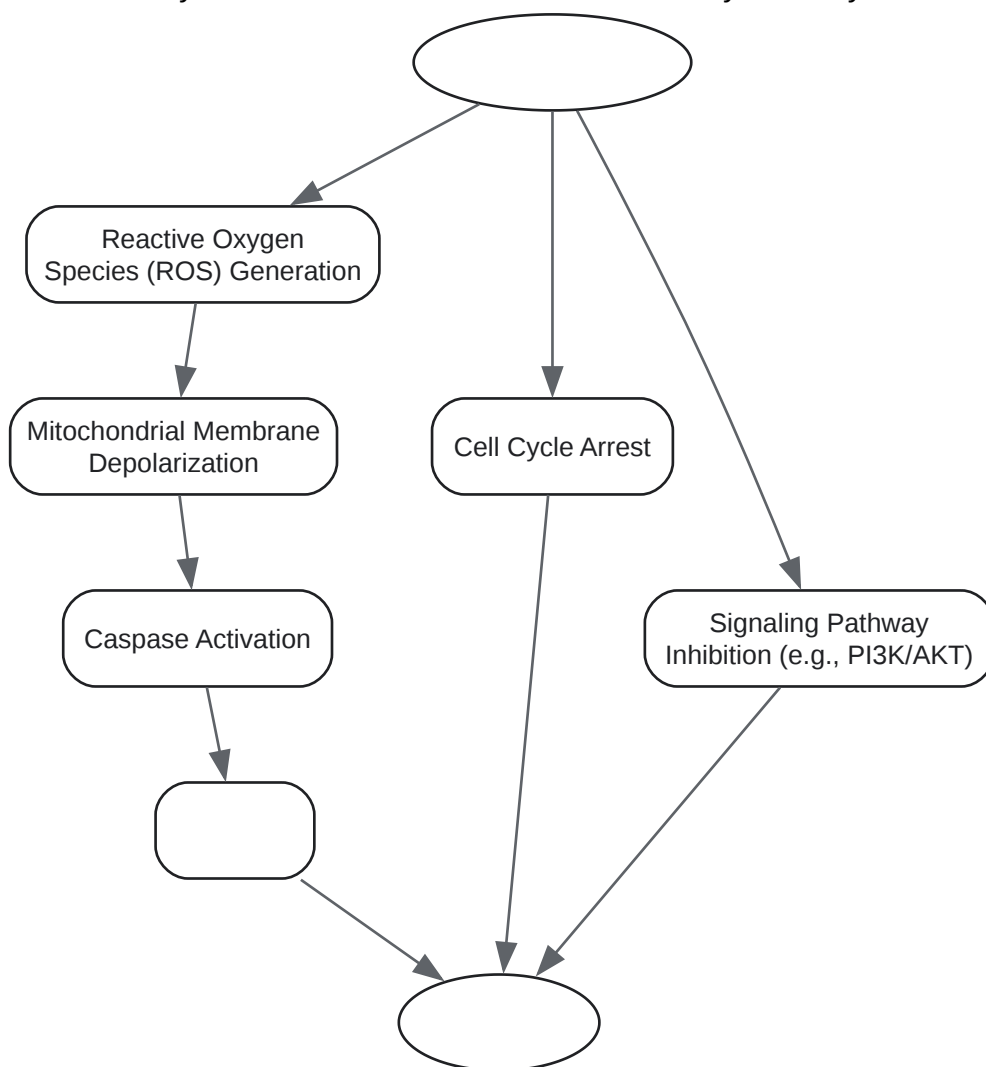 Reactive Oxygen
Species (ROS) Generation
Mitochondrial Membrane
Depolarization
Cell Cycle Arrest
Caspase Activation
Signaling Pathway
Inhibition (e.g., PI3K/AKT)